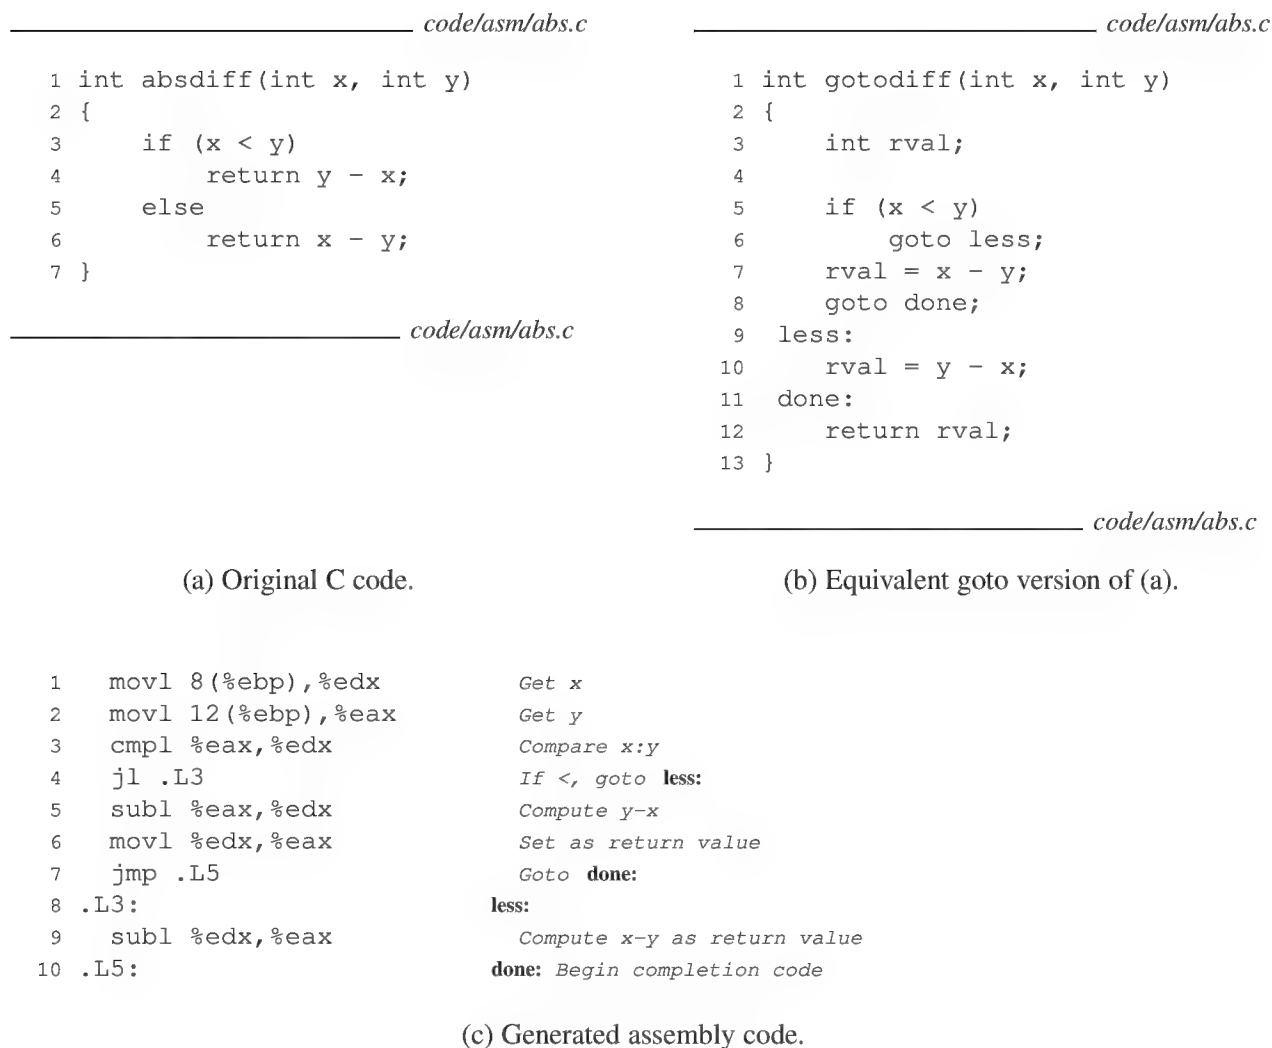 code/asm/abs.c
1 int absdiff(int x, int y)
2 {
3     if (x < y)
4         return y - x;
5     else
6         return x - y;
7 }
code/asm/abs.c
(a) Original C code.
code/asm/abs.c
1 int gotodiff(int x, int y)
2 {
3     int rval;
4
5     if (x < y)
6         goto less;
7     rval = x - y;
8     goto done;
9  less:
10     rval = y - x;
11  done:
12     return rval;
13 }
code/asm/abs.c
(b) Equivalent goto version of (a).
1   movl 8(%ebp),%edx   Get x
2   movl 12(%ebp),%eax   Get y
3   cmpl %eax,%edx   Compare x:y
4   jl .L3   If <, goto less:
5   subl %eax,%edx   Compute y-x
6   movl %edx,%eax   Set as return value
7   jmp .L5   Goto done:
8 .L3:   less:
9   subl %edx,%eax   Compute x-y as return value
10 .L5:   done: Begin completion code
(c) Generated assembly code.